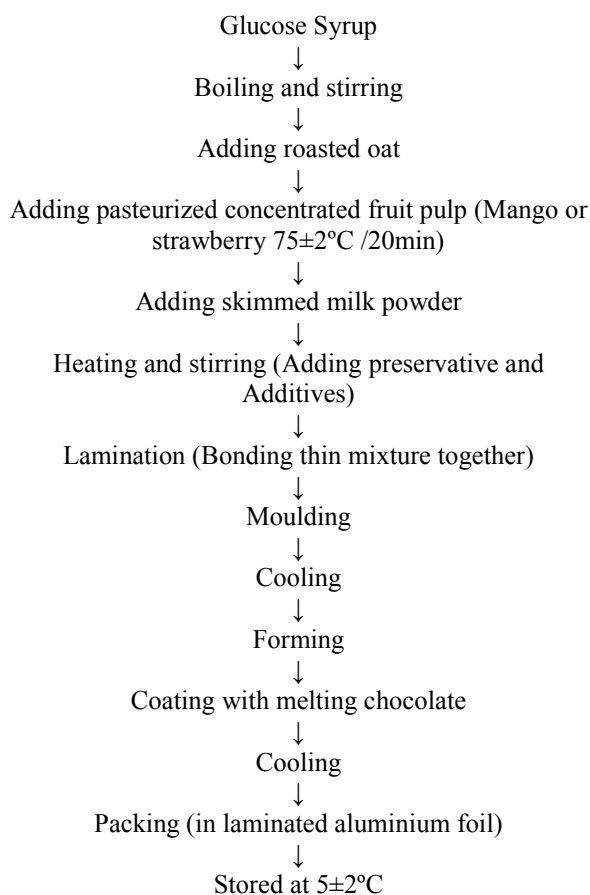 Glucose Syrup
↓
Boiling and stirring
↓
Adding roasted oat
↓
Adding pasteurized concentrated fruit pulp (Mango or
strawberry 75±2ºC /20min)
↓
Adding skimmed milk powder
↓
Heating and stirring (Adding preservative and
Additives)
↓
Lamination (Bonding thin mixture together)
↓
Moulding
↓
Cooling
↓
Forming
↓
Coating with melting chocolate
↓
Cooling
↓
Packing (in laminated aluminium foil)
↓
Stored at 5±2ºC